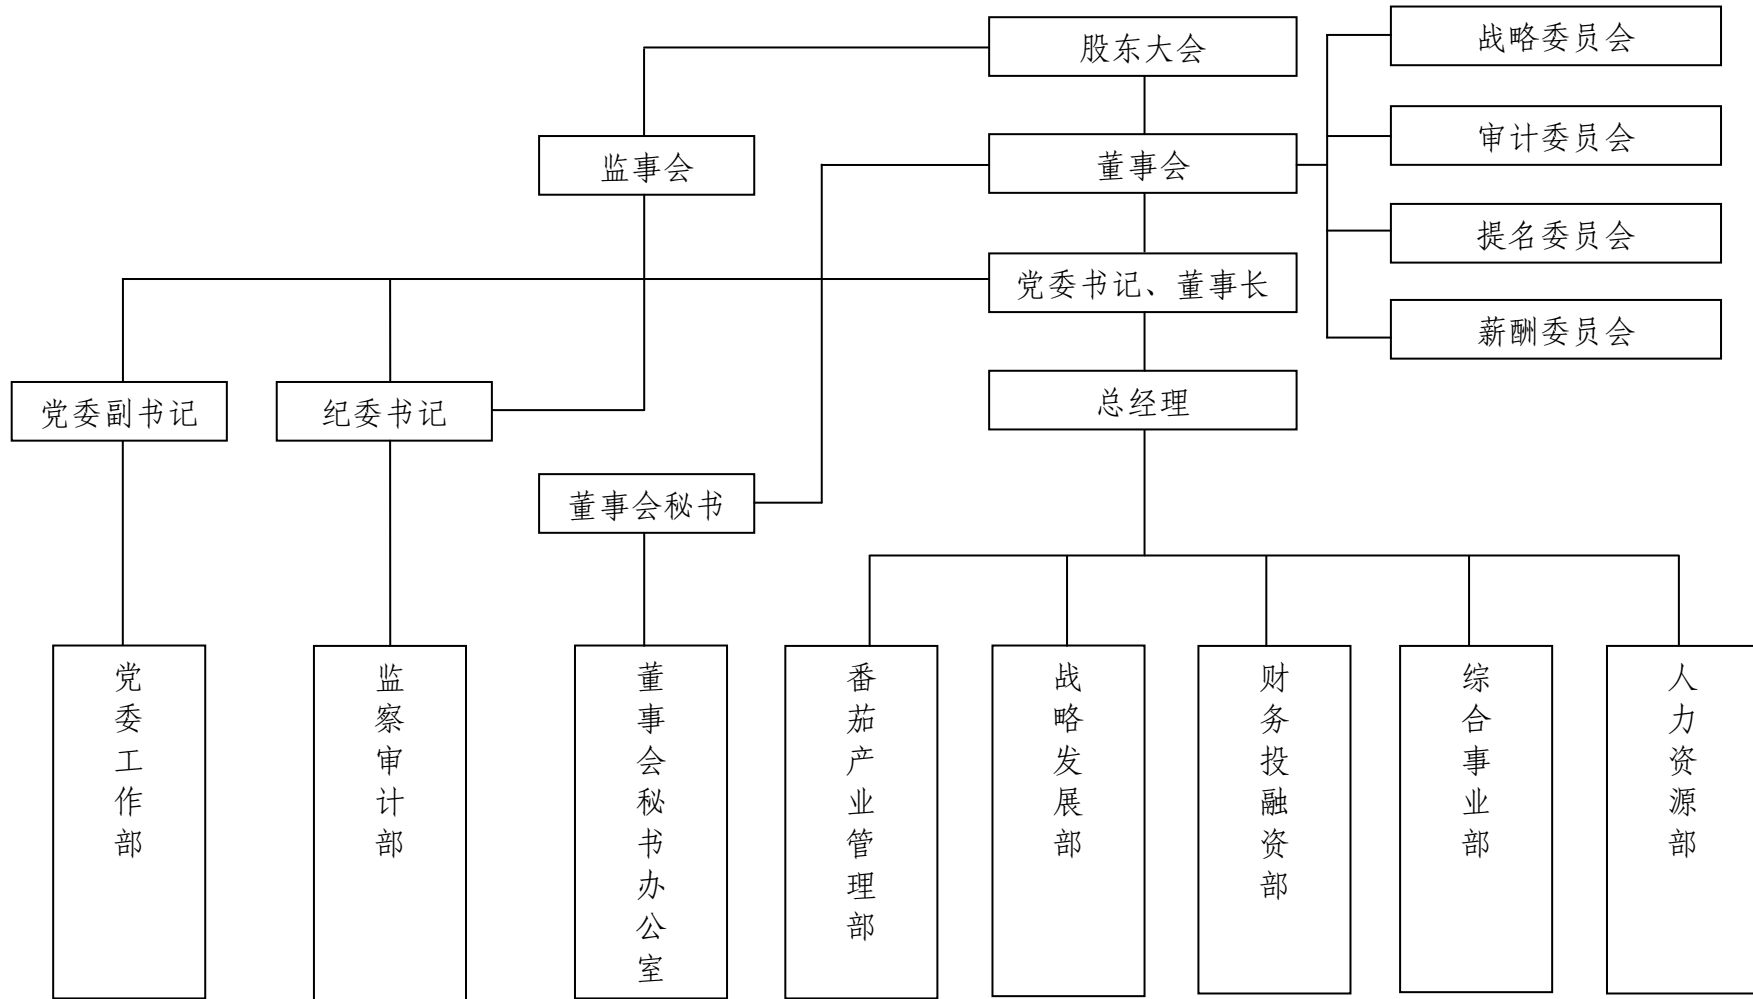 股东大会
战略委员会
审计委员会
监事会
董事会
提名委员会
党委书记、董事长
薪酬委员会
党委副书记
纪委书记
总经理
董事会秘书
党委工作部
监察审计部
董事会秘书办公室
番茄产业管理部
战略发展部
财务投融资部
综合事业部
人力资源部